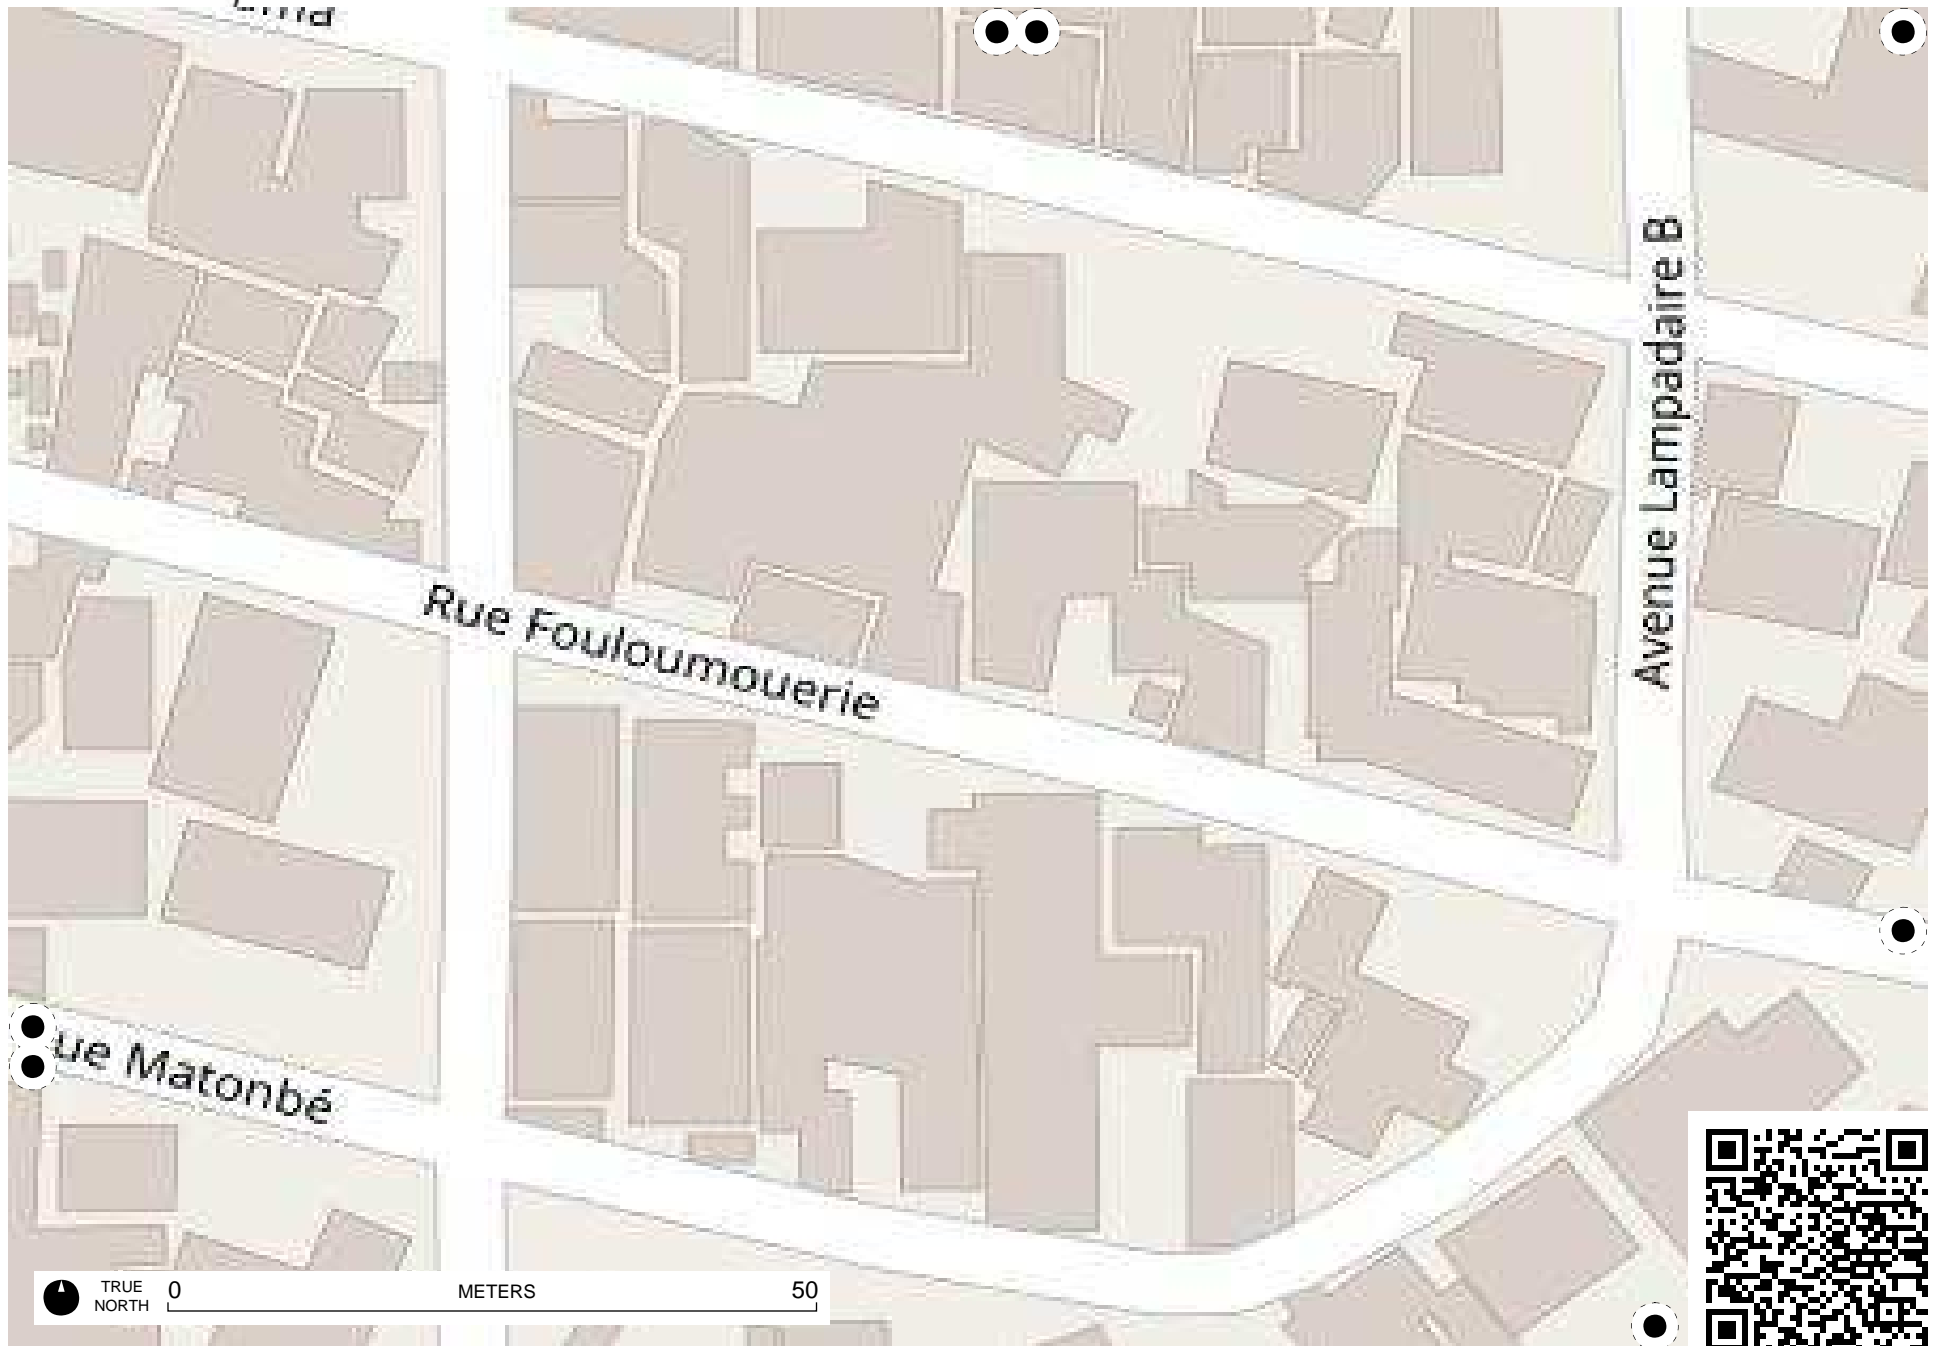 Avenue Lampadaire B
Rue Fouloumouerie
ue Matonbé
TRUE
NORTH
0
METERS
50